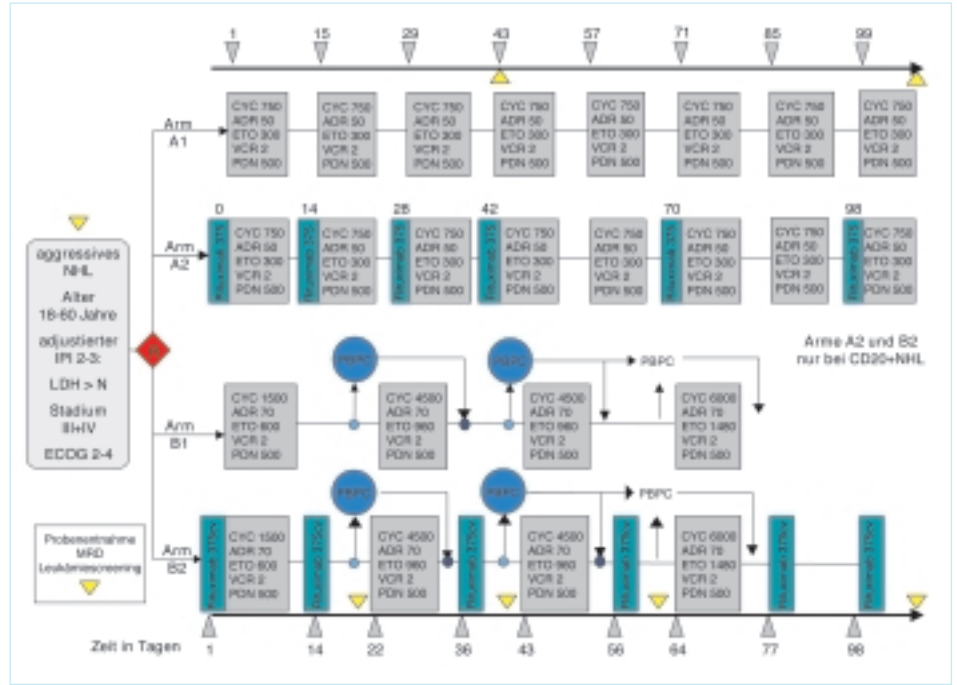 1 15 29 43 57 71 85 99
Arm
A1
CYC 750 CYC 750 CYC 750 CYC 750 CYC 750 CYC 750 CYC 750 CYC 750
ADR 50 ADR 50 ADR 50 ADR 50 ADR 50 ADR 50 ADR 50 ADR 50
ETO 300 ETO 300 ETO 300 ETO 300 ETO 300 ETO 300 ETO 300 ETO 300
VCR 2 VCR 2 VCR 2 VCR 2 VCR 2 VCR 2 VCR 2 VCR 2
PDN 500 PDN 500 PDN 500 PDN 500 PDN 500 PDN 500 PDN 500 PDN 500
0 14 28 42 70 98
Arm
A2
Rituximab 375 Rituximab 375 Rituximab 375 Rituximab 375 Rituximab 375 Rituximab 375
CYC 750 CYC 750 CYC 750 CYC 750 CYC 750 CYC 750 CYC 750 CYC 750
ADR 50 ADR 50 ADR 50 ADR 50 ADR 50 ADR 50 ADR 50 ADR 50
ETO 300 ETO 300 ETO 300 ETO 300 ETO 300 ETO 300 ETO 300 ETO 300
VCR 2 VCR 2 VCR 2 VCR 2 VCR 2 VCR 2 VCR 2 VCR 2
PDN 500 PDN 500 PDN 500 PDN 500 PDN 500 PDN 500 PDN 500 PDN 500
aggressives
NHL
Alter
18-60 Jahre
adjustierter
IPI 2-3:
LDH > N
Stadium
III+IV
ECOG 2-4
Arme A2 und B2
nur bei CD20+NHL
PBPC PBPC PBPC
Arm
B1
CYC 1500 CYC 4500 CYC 4500 CYC 6000
ADR 70 ADR 70 ADR 70 ADR 70
ETO 600 ETO 960 ETO 960 ETO 1480
VCR 2 VCR 2 VCR 2 VCR 2
PDN 500 PDN 500 PDN 500 PDN 500
PBPC PBPC PBPC
Arm
B2
CYC 1500 CYC 4500 CYC 4500 CYC 6000
ADR 70 ADR 70 ADR 70 ADR 70
ETO 600 ETO 960 ETO 960 ETO 1480
VCR 2 VCR 2 VCR 2 VCR 2
PDN 500 PDN 500 PDN 500 PDN 500
Probenentnahme
MRD
Leukämiescreening
Zeit in Tagen
1 14 22 36 43 56 64 77 98